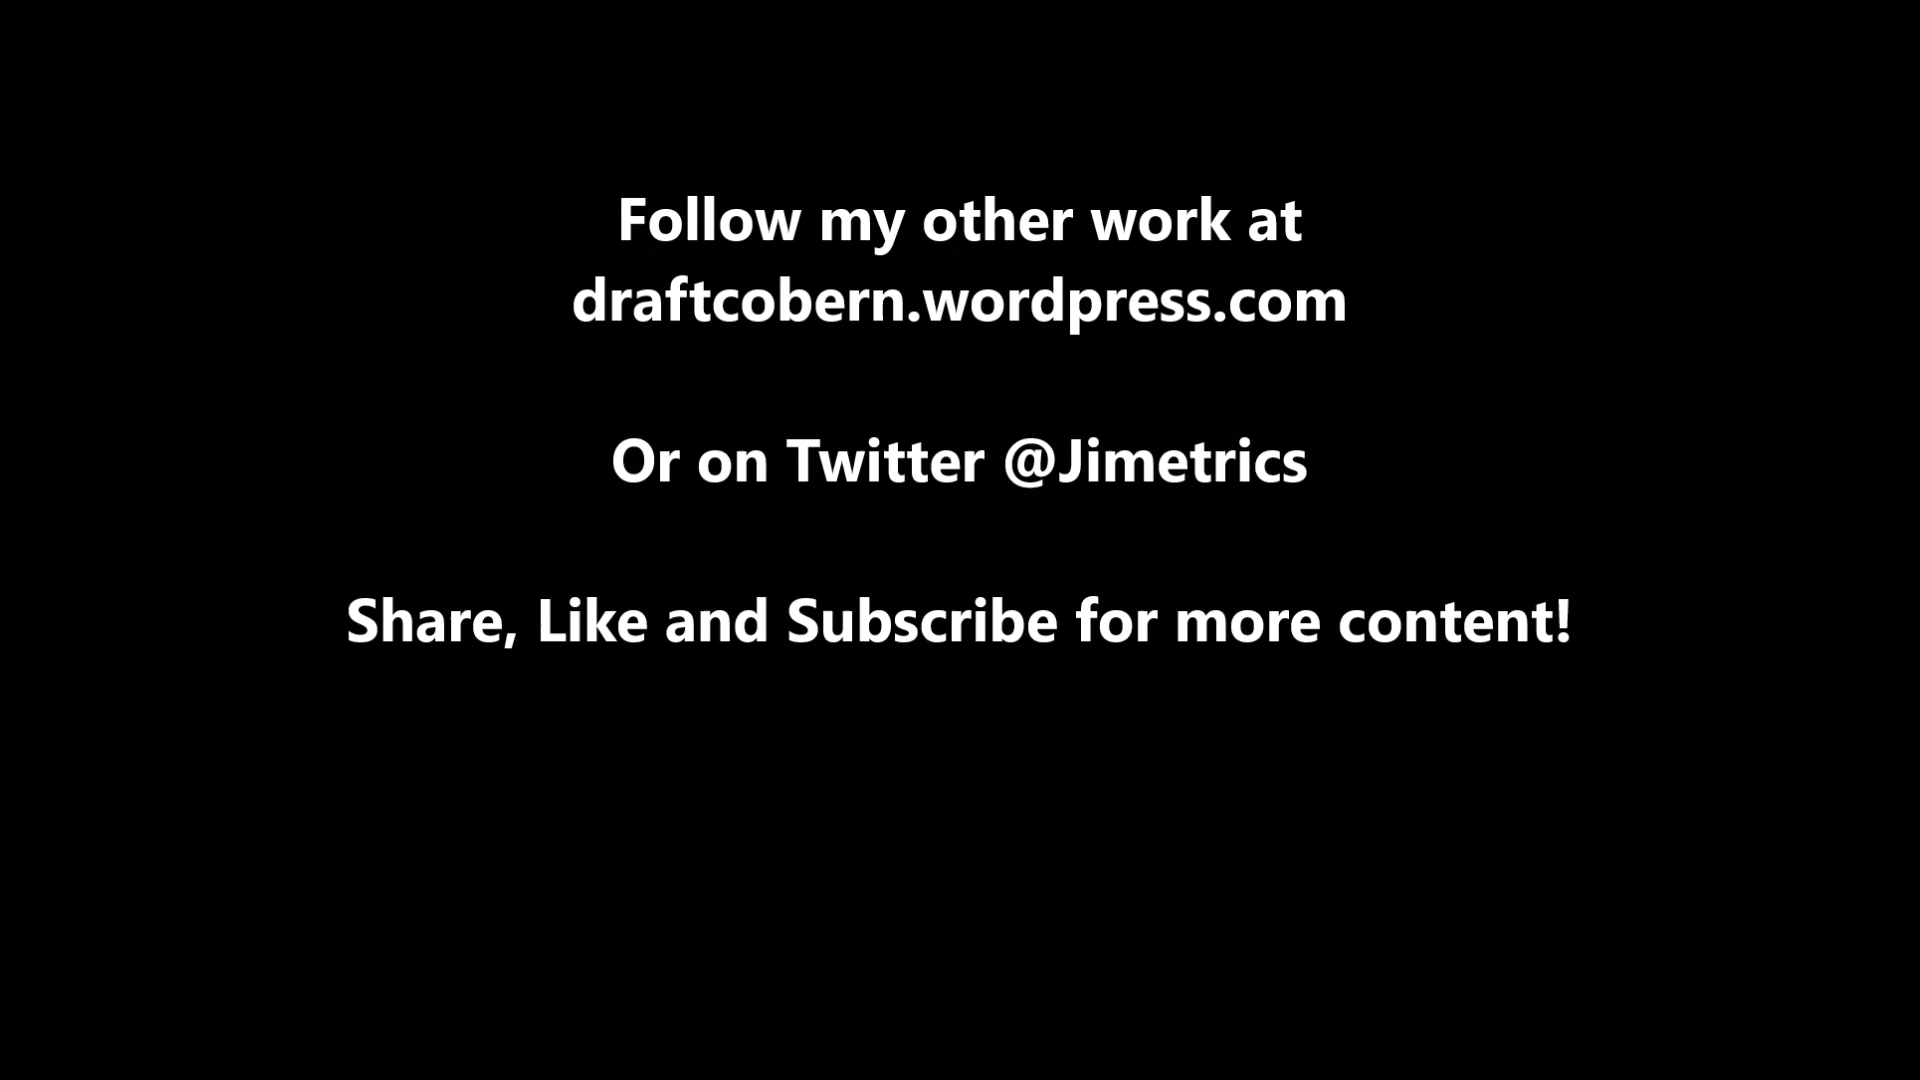 Follow my other work at
draftcobern.wordpress.com
Or on Twitter @Jimetrics
Share, Like and Subscribe for more content!